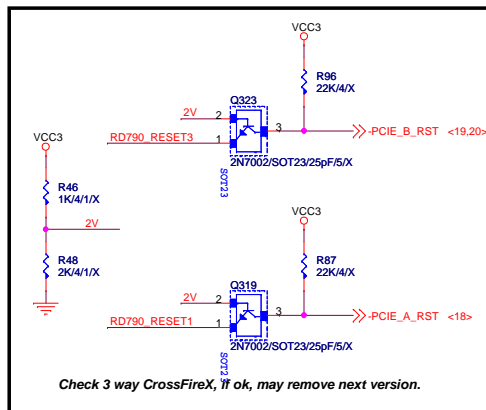 VCC3
R96
22K/4/X
Q323
2V
2
3
-PCIE_B_RST <19,20>
RD790_RESET3
1
2N7002/SOT23/25pF/5/X
SOT23
VCC3
R46
1K/4/1/X
2V
R48
2K/4/1/X
VCC3
R87
22K/4/X
Q319
2V
2
3
-PCIE_A_RST <18>
RD790_RESET1
1
2N7002/SOT23/25pF/5/X
SOT23
Check 3 way CrossFireX, if ok, may remove next version.